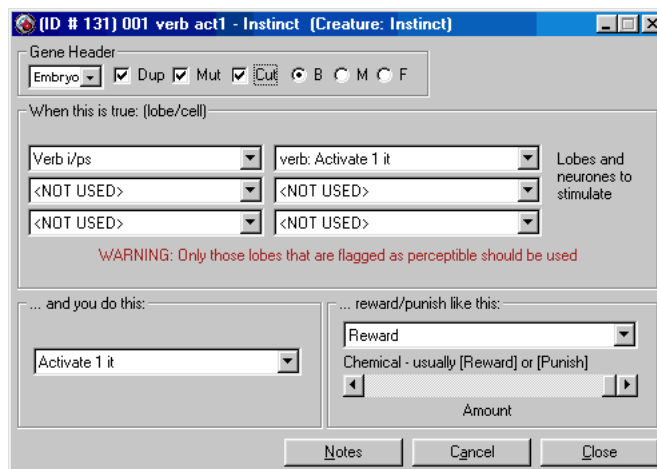 (ID # 131) 001 verb act1 - Instinct (Creature: Instinct)
Gene Header
Embryo Dup Mut Cut B M F
When this is true: (lobe/cell)
Verb i/ps verb: Activate 1 it
<NOT USED> <NOT USED>
<NOT USED> <NOT USED>
Lobes and
neurones to
stimulate
WARNING: Only those lobes that are flagged as perceptible should be used
... and you do this:
Activate 1 it
... reward/punish like this:
Reward
Chemical - usually [Reward] or [Punish]
Amount
Notes Cancel Close